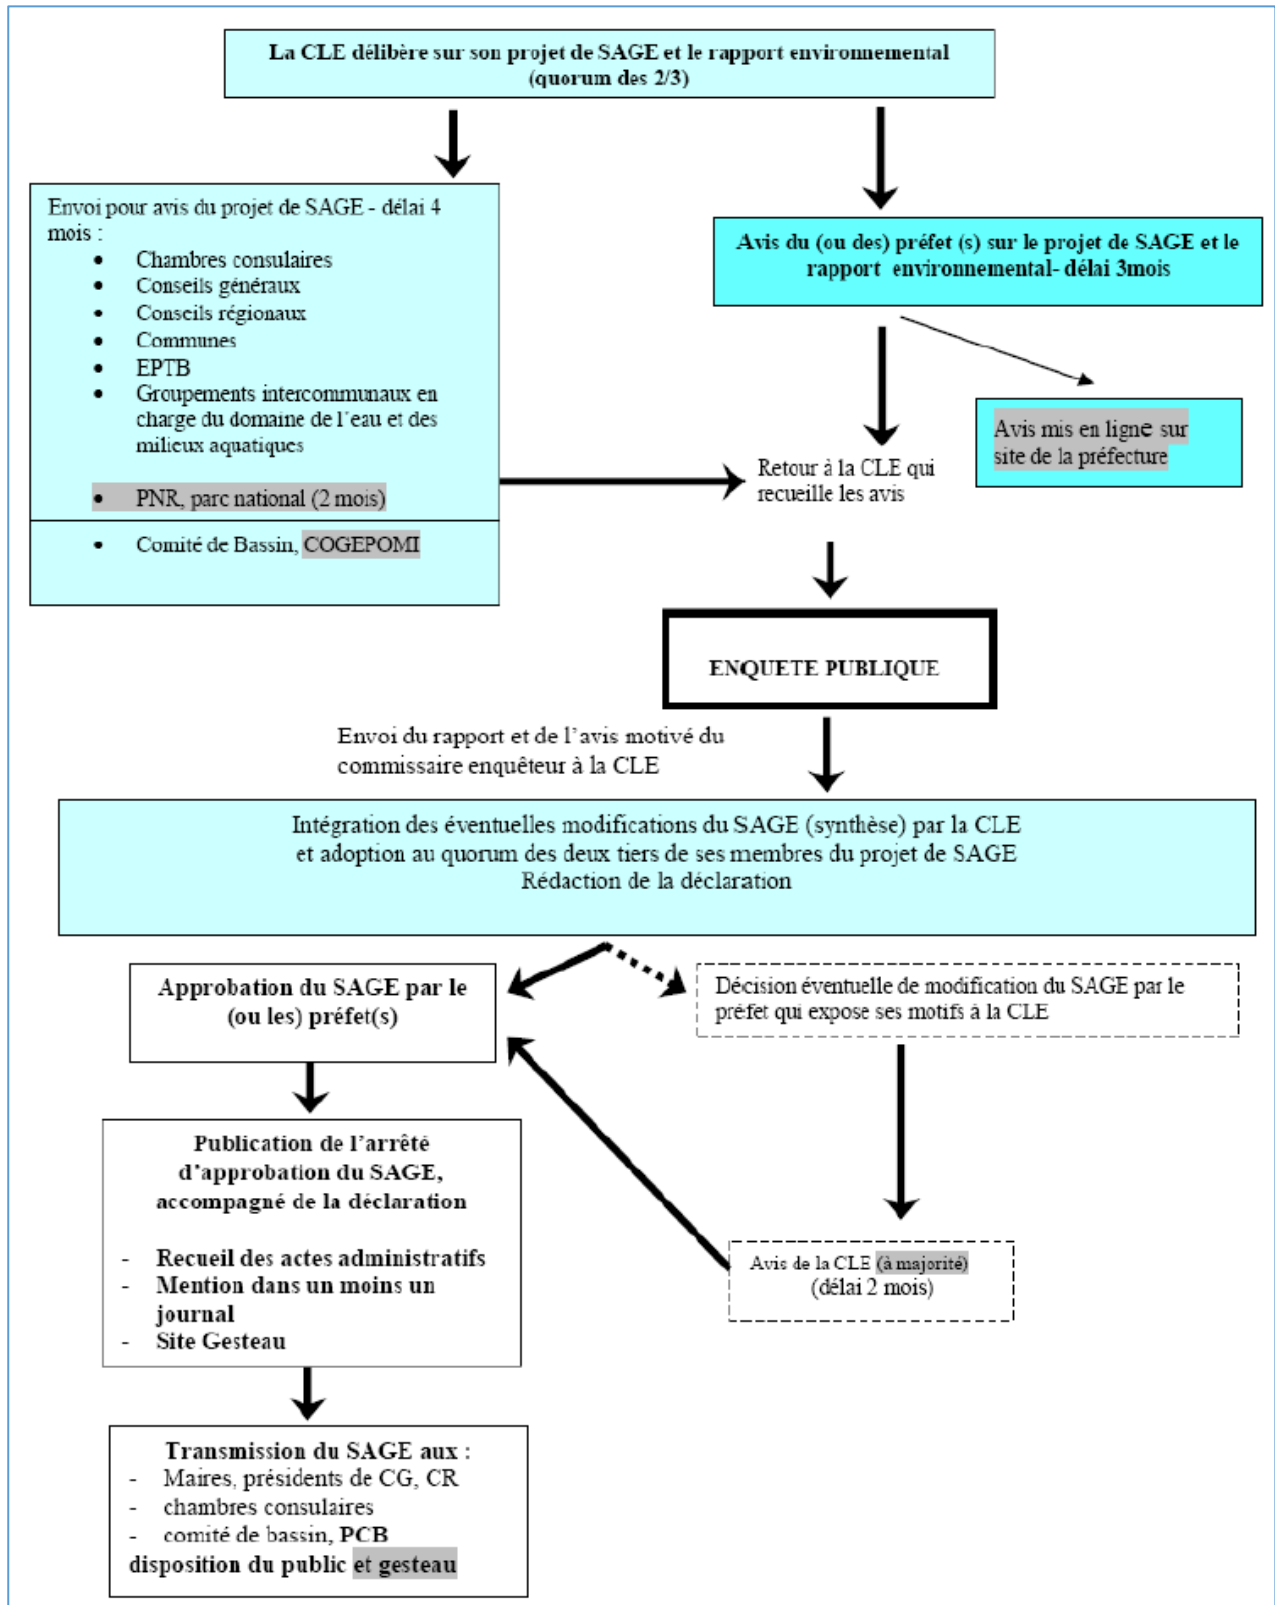 La CLE délibère sur son projet de SAGE et le rapport environnemental
(quorum des 2/3)
Envoi pour avis du projet de SAGE - délai 4
mois :
• Chambres consulaires
• Conseils généraux
• Conseils régionaux
• Communes
• EPTB
• Groupements intercommunaux en
charge du domaine de l'eau et des
milieux aquatiques
• PNR, parc national (2 mois)
• Comité de Bassin, COGEPOMI
Avis du (ou des) préfet (s) sur le projet de SAGE et le
rapport environnemental- délai 3mois
Avis mis en ligne sur
site de la préfecture
Retour à la CLE qui
recueille les avis
ENQUETE PUBLIQUE
Envoi du rapport et de l'avis motivé du
commissaire enquêteur à la CLE
Intégration des éventuelles modifications du SAGE (synthèse) par la CLE
et adoption au quorum des deux tiers de ses membres du projet de SAGE
Rédaction de la déclaration
Approbation du SAGE par le
(ou les) préfet(s)
Décision éventuelle de modification du SAGE par le
préfet qui expose ses motifs à la CLE
Publication de l'arrêté
d'approbation du SAGE,
accompagné de la déclaration
- Recueil des actes administratifs
- Mention dans un moins un
journal
- Site Gesteau
Avis de la CLE (à majorité)
(délai 2 mois)
Transmission du SAGE aux :
- Maires, présidents de CG, CR
- chambres consulaires
- comité de bassin, PCB
disposition du public et gesteau